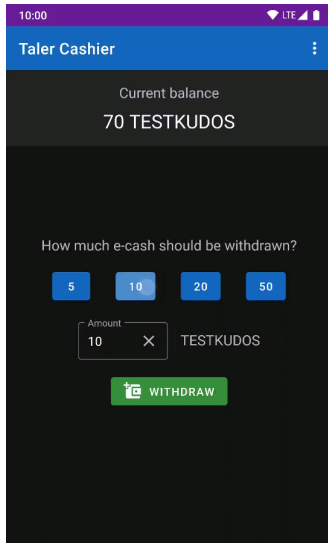 10:00 LTE
Taler Cashier
Current balance
70 TESTKUDOS
How much e-cash should be withdrawn?
5 10 20 50
Amount
10 TESTKUDOS
WITHDRAW